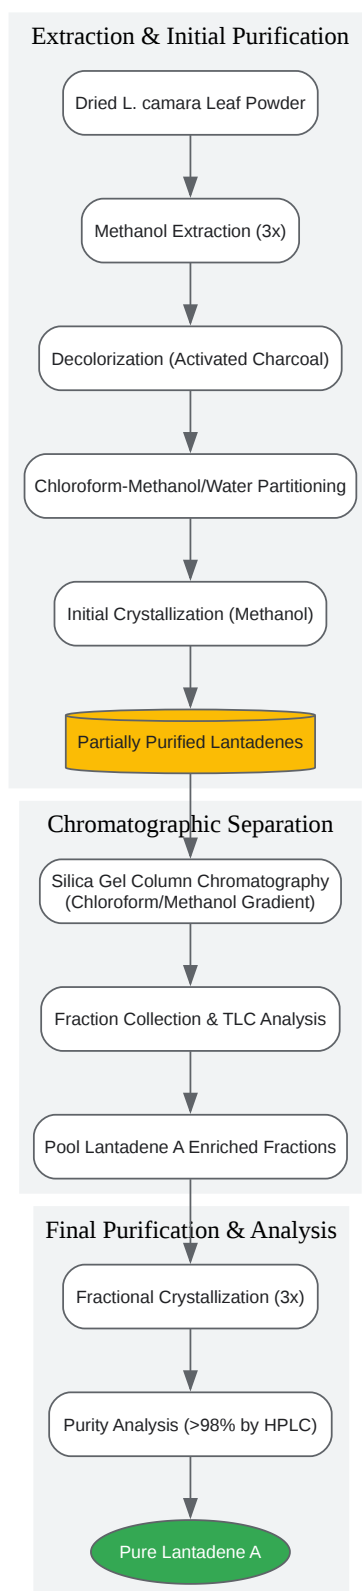 Extraction & Initial Purification
Dried L. camara Leaf Powder
Methanol Extraction (3x)
Decolorization (Activated Charcoal)
Chloroform-Methanol/Water Partitioning
Initial Crystallization (Methanol)
Partially Purified Lantadenes
Chromatographic Separation
Silica Gel Column Chromatography
(Chloroform/Methanol Gradient)
Fraction Collection & TLC Analysis
Pool Lantadene A Enriched Fractions
Final Purification & Analysis
Fractional Crystallization (3x)
Purity Analysis (>98% by HPLC)
Pure Lantadene A